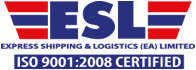 ESL
EXPRESS SHIPPING & LOGISTICS (EA) LIMITED
ISO 9001:2008 CERTIFIED